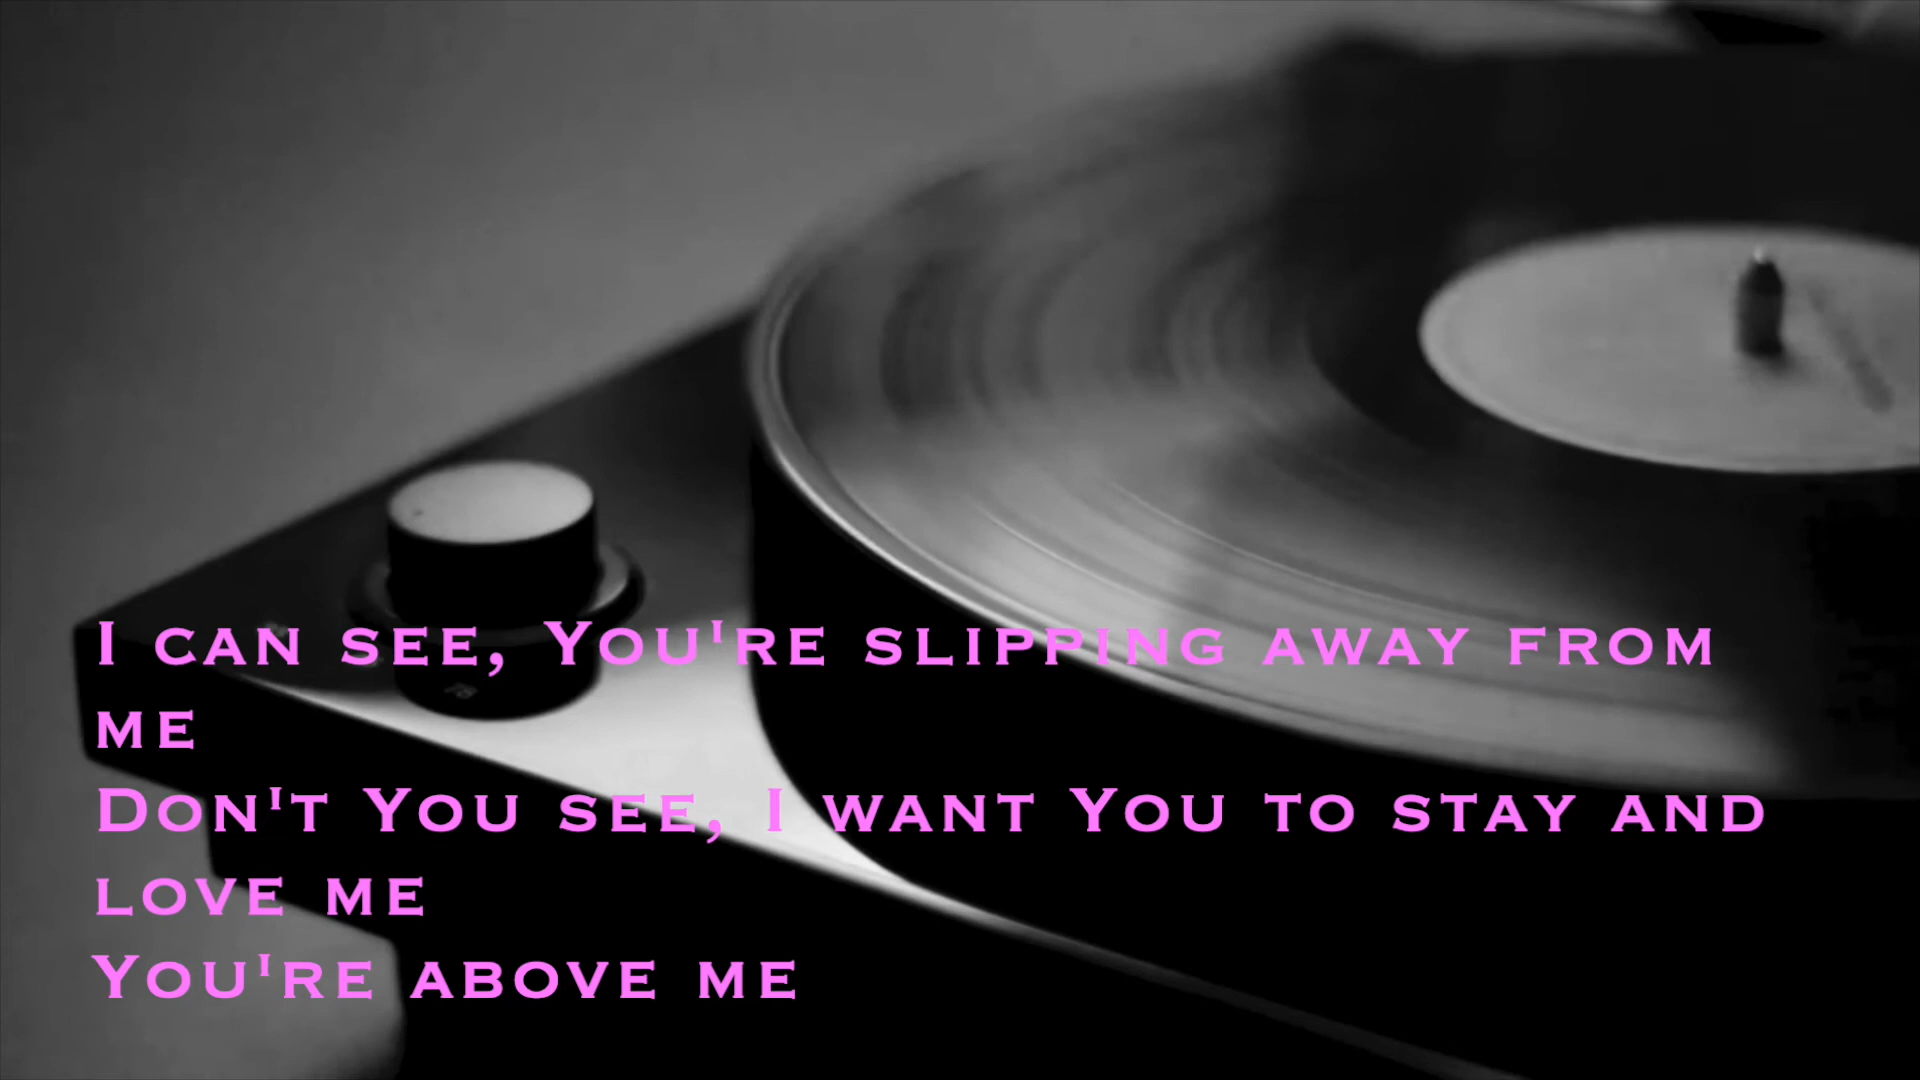 I can see, You're slipping away from
me
Don't You see, I want You to stay and
love me
You're above me